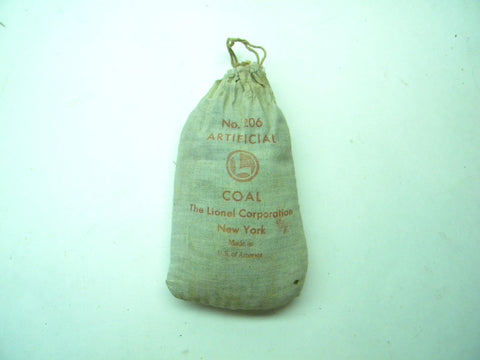 No. 206
ARTIFICIAL
COAL
The Lionel Corporation
New York
Made in
U.S. of America